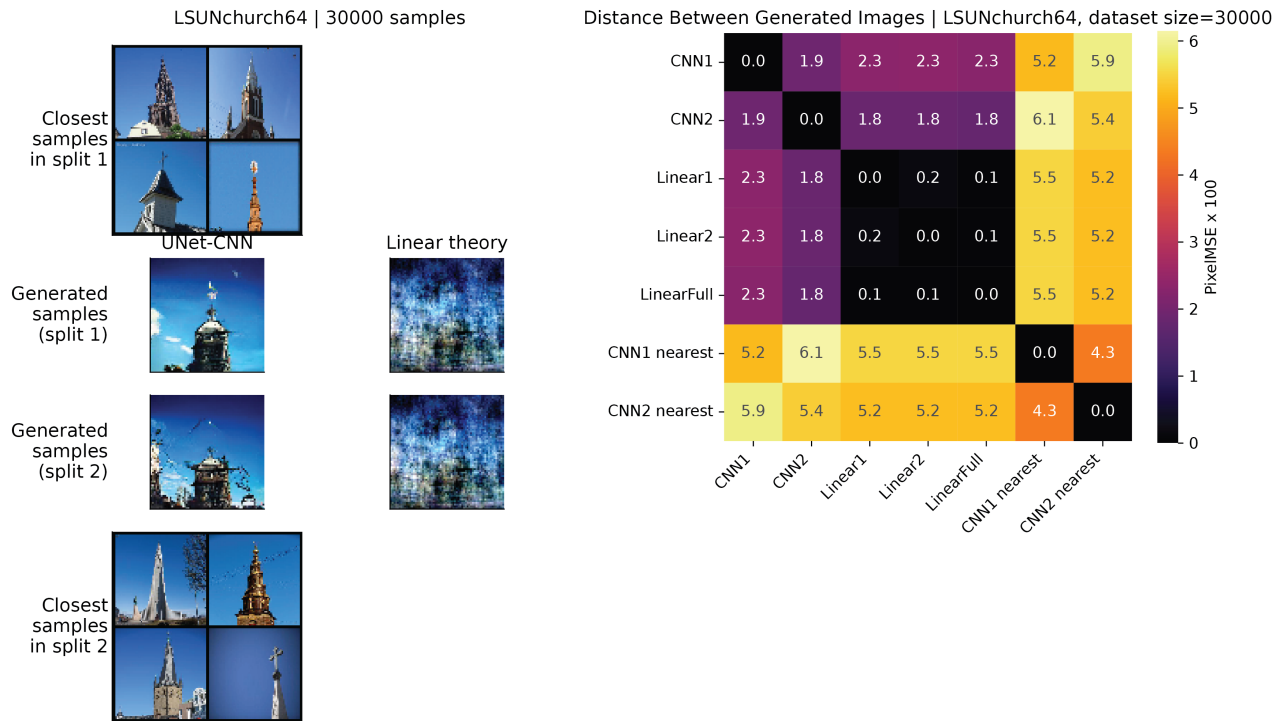 LSUNchurch64 | 30000 samples
Closest
samples
in split 1
UNet-CNN
Linear theory
Generated
samples
(split 1)
Generated
samples
(split 2)
Closest
samples
in split 2
Distance Between Generated Images | LSUNchurch64, dataset size=30000
CNN1 0.0 1.9 2.3 2.3 2.3 5.2 5.9
CNN2 1.9 0.0 1.8 1.8 1.8 6.1 5.4
Linear1 2.3 1.8 0.0 0.2 0.1 5.5 5.2
Linear2 2.3 1.8 0.2 0.0 0.1 5.5 5.2
LinearFull 2.3 1.8 0.1 0.1 0.0 5.5 5.2
CNN1 nearest 5.2 6.1 5.5 5.5 5.5 0.0 4.3
CNN2 nearest 5.9 5.4 5.2 5.2 5.2 4.3 0.0
CNN1
CNN2
Linear1
Linear2
LinearFull
CNN1 nearest
CNN2 nearest
6
5
4
3
2
1
0
PixelMSE x 100